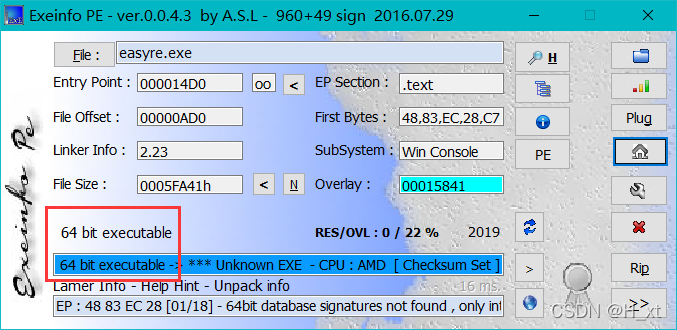 Exeinfo PE - ver.0.0.4.3 by A.S.L - 960+49 sign 2016.07.29
File : easyre.exe H
Entry Point : 000014D0 oo < EP Section : .text
File Offset : 00000AD0 First Bytes : 48,83,EC,28,C7 Plug
Linker Info : 2.23 SubSystem : Win Console PE
File Size : 0005FA41h < N Overlay : 00015841
Exeinfo Pe
64 bit executable RES/OVL : 0 / 22 % 2019
64 bit executable -> *** Unknown EXE - CPU : AMD [ Checksum Set ] > Rip
Lamer Info - Help Hint - Unpack info 16 ms.
EP : 48 83 EC 28 [01/18] - 64bit database signatures not found , only int >>
CSDN @H_xt